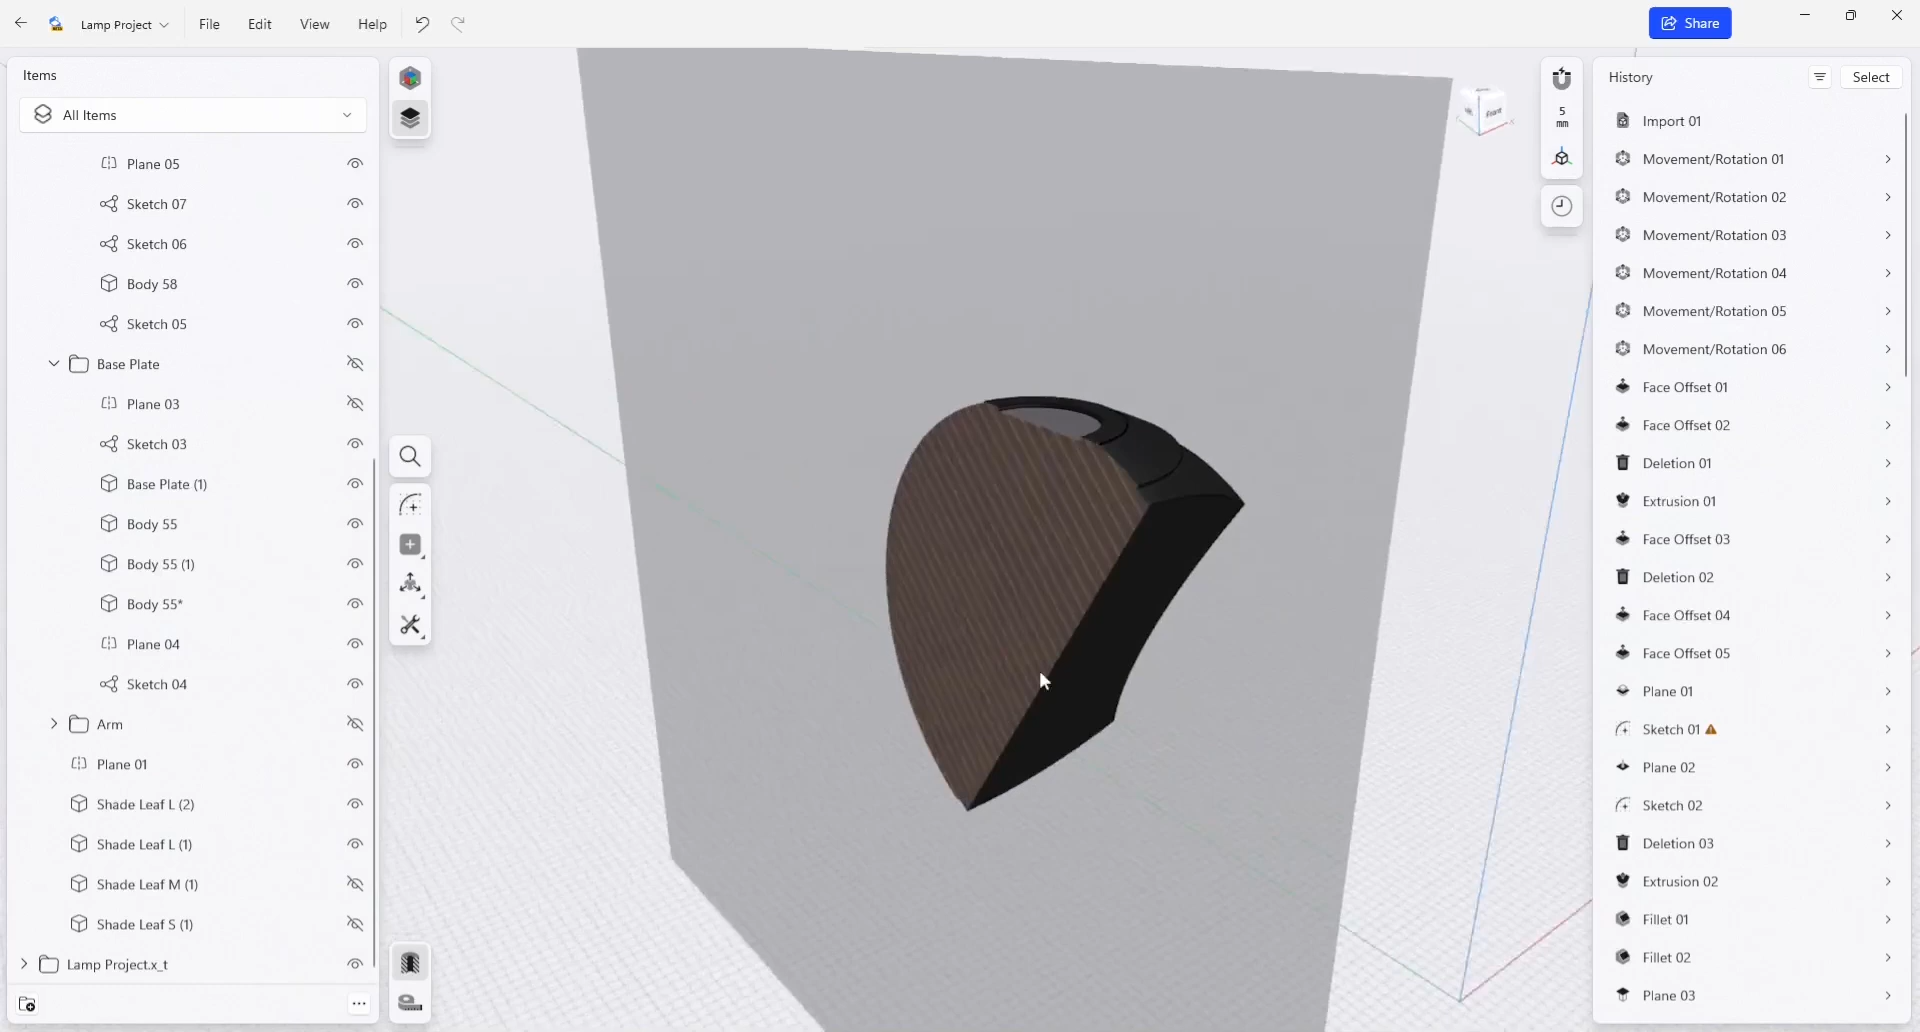 Lamp Project
File
Edit
View
Help
Share
Items
All Items
Plane 05
Sketch 07
Sketch 06
Body 58
Sketch 05
Base Plate
Plane 03
Sketch 03
Base Plate (1)
Body 55
Body 55 (1)
Body 55*
Plane 04
Sketch 04
Arm
Plane 01
Shade Leaf L (2)
Shade Leaf L (1)
Shade Leaf M (1)
Shade Leaf S (1)
Lamp Project.x_t
Front
5
mm
History
Select
Import 01
Movement/Rotation 01
Movement/Rotation 02
Movement/Rotation 03
Movement/Rotation 04
Movement/Rotation 05
Movement/Rotation 06
Face Offset 01
Face Offset 02
Deletion 01
Extrusion 01
Face Offset 03
Deletion 02
Face Offset 04
Face Offset 05
Plane 01
Sketch 01
Plane 02
Sketch 02
Deletion 03
Extrusion 02
Fillet 01
Fillet 02
Plane 03